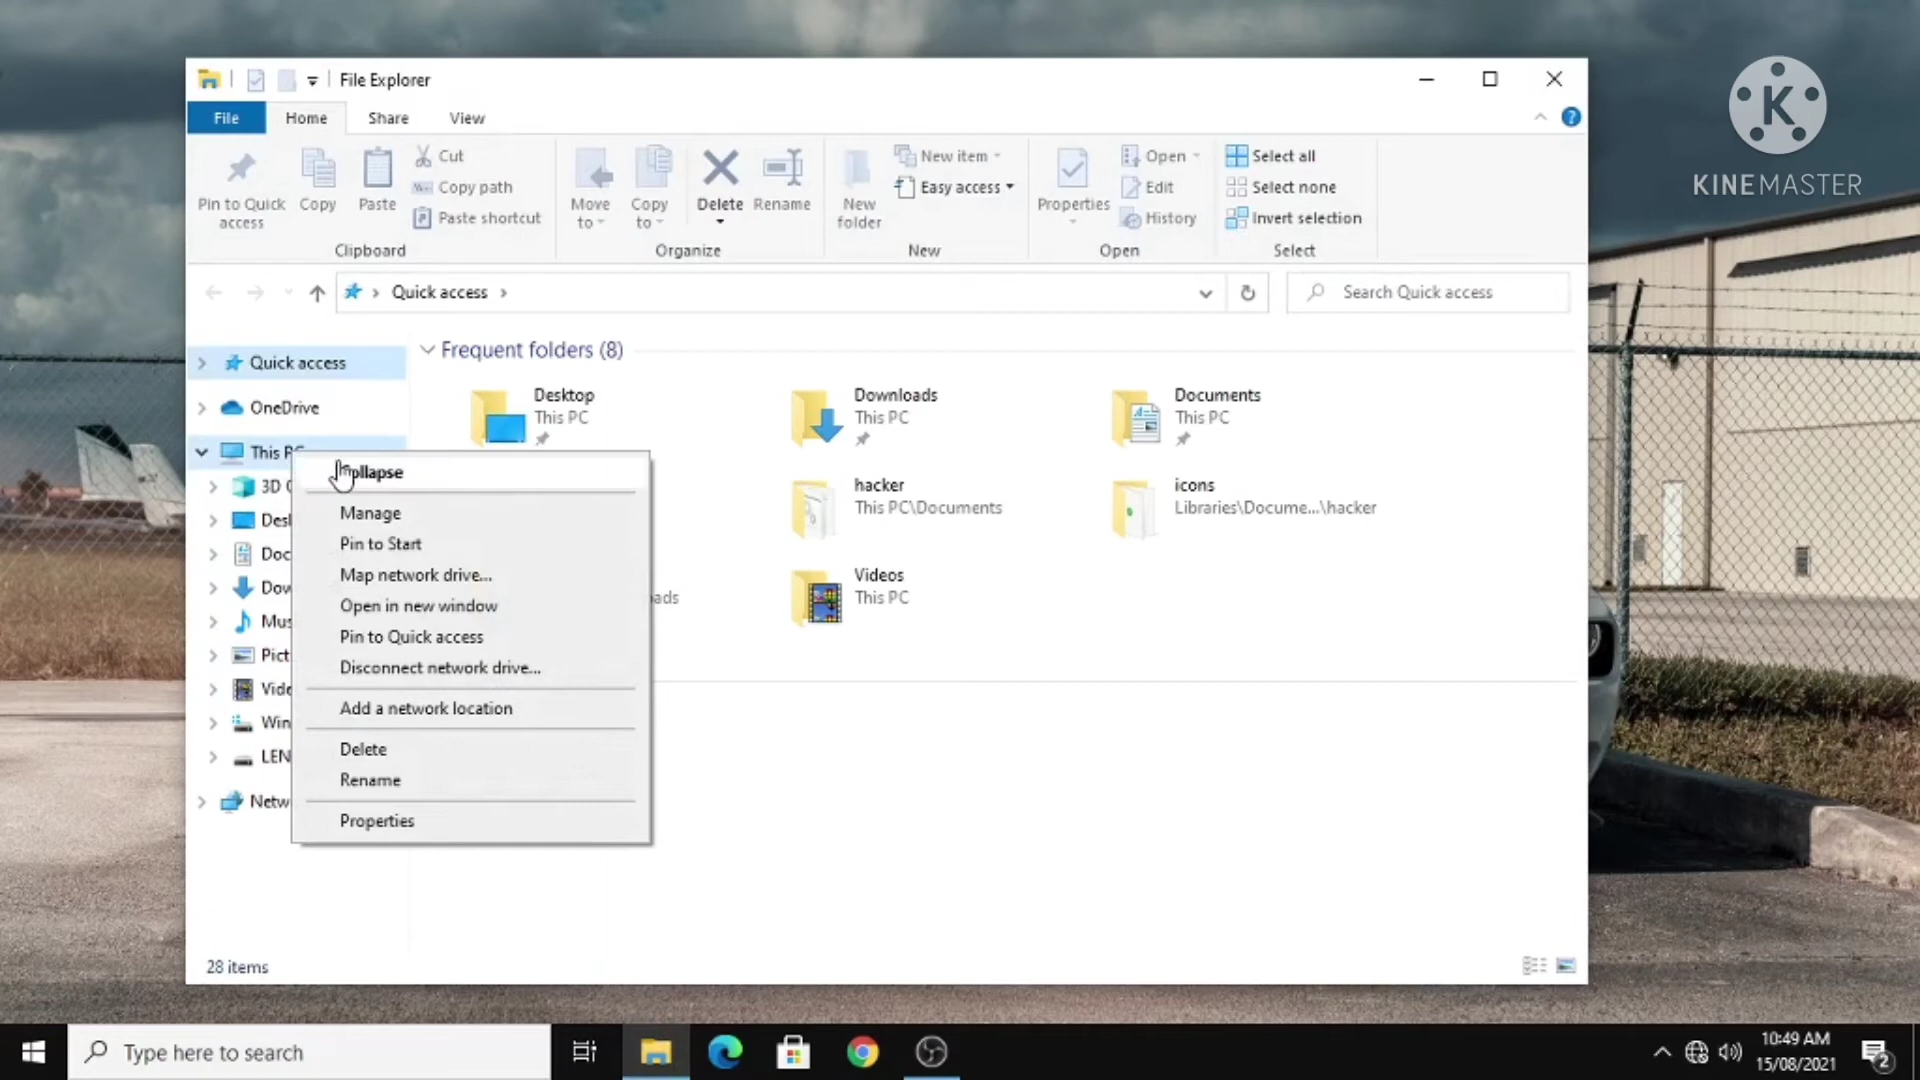 File Explorer
KINEMASTER
File Home Share View
Pin to Quick access
Copy
Paste
Cut
Copy path
Paste shortcut
Clipboard
Move to
Copy to
Delete
Rename
Organize
New folder
New item
Easy access
New
Properties
Open
Edit
History
Open
Select all
Select none
Invert selection
Select
Quick access
Search Quick access
Quick access
OneDrive
This PC
3D
Collapse
Manage
Pin to Start
Map network drive...
Open in new window
Pin to Quick access
Disconnect network drive...
Add a network location
Delete
Rename
Properties
Frequent folders (8)
Desktop
This PC
Downloads
This PC
Documents
This PC
hacker
This PC\Documents
icons
Libraries\Docume...\hacker
Videos
This PC
28 items
Type here to search
10:49 AM
15/08/2021
2